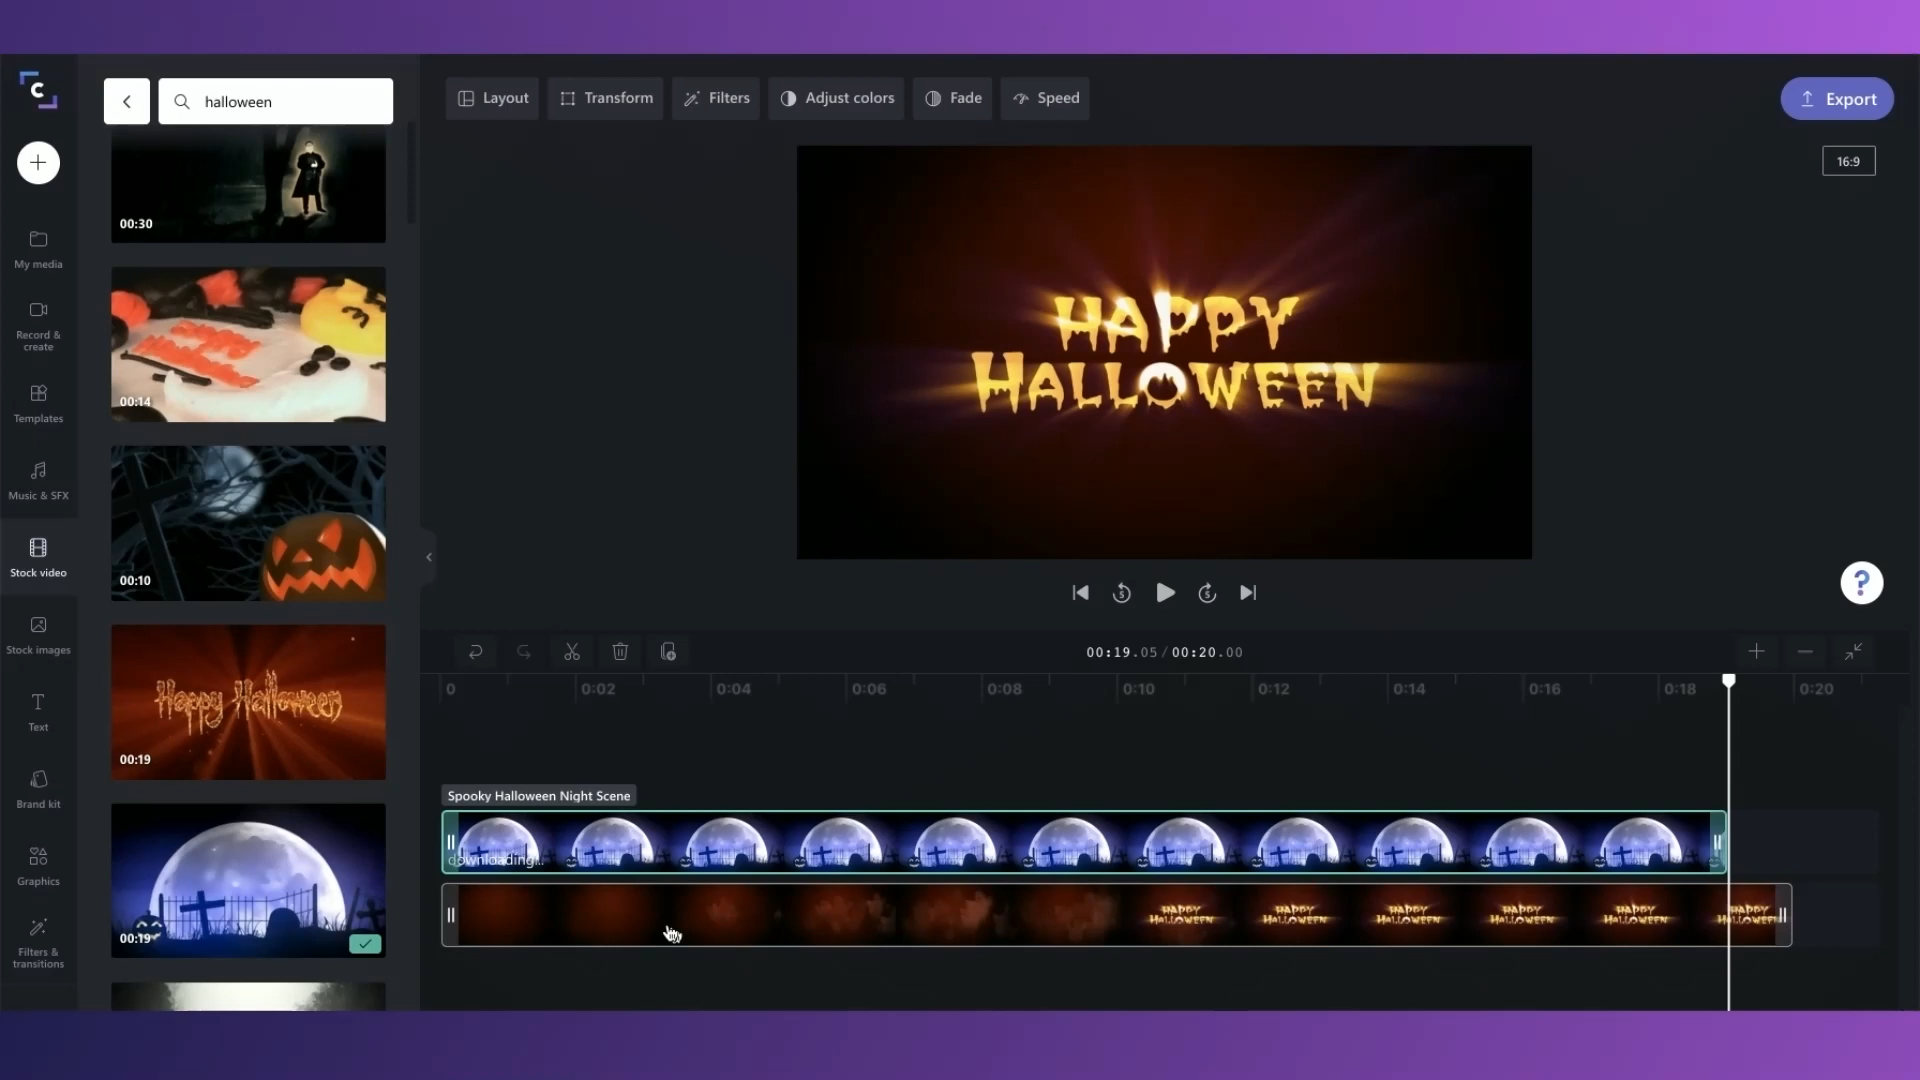 halloween
Layout
Transform
Filters
Adjust colors
Fade
Speed
Export
16:9
My media
Record &
create
Templates
Music & SFX
Stock video
Stock images
Text
Brand kit
Graphics
Filters &
transitions
00:30
00:14
00:10
Happy Halloween
00:19
00:19
HAPPY
HALLOWEEN
5
5
?
00:19.05 / 00:20.00
0
0:02
0:04
0:06
0:08
0:10
0:12
0:14
0:16
0:18
0:20
Spooky Halloween Night Scene
downloading...
HAPPY
HALLOWEEN
HAPPY
HALLOWEEN
HAPPY
HALLOWEEN
HAPPY
HALLOWEEN
HAPPY
HALLOWEEN
HAPPY